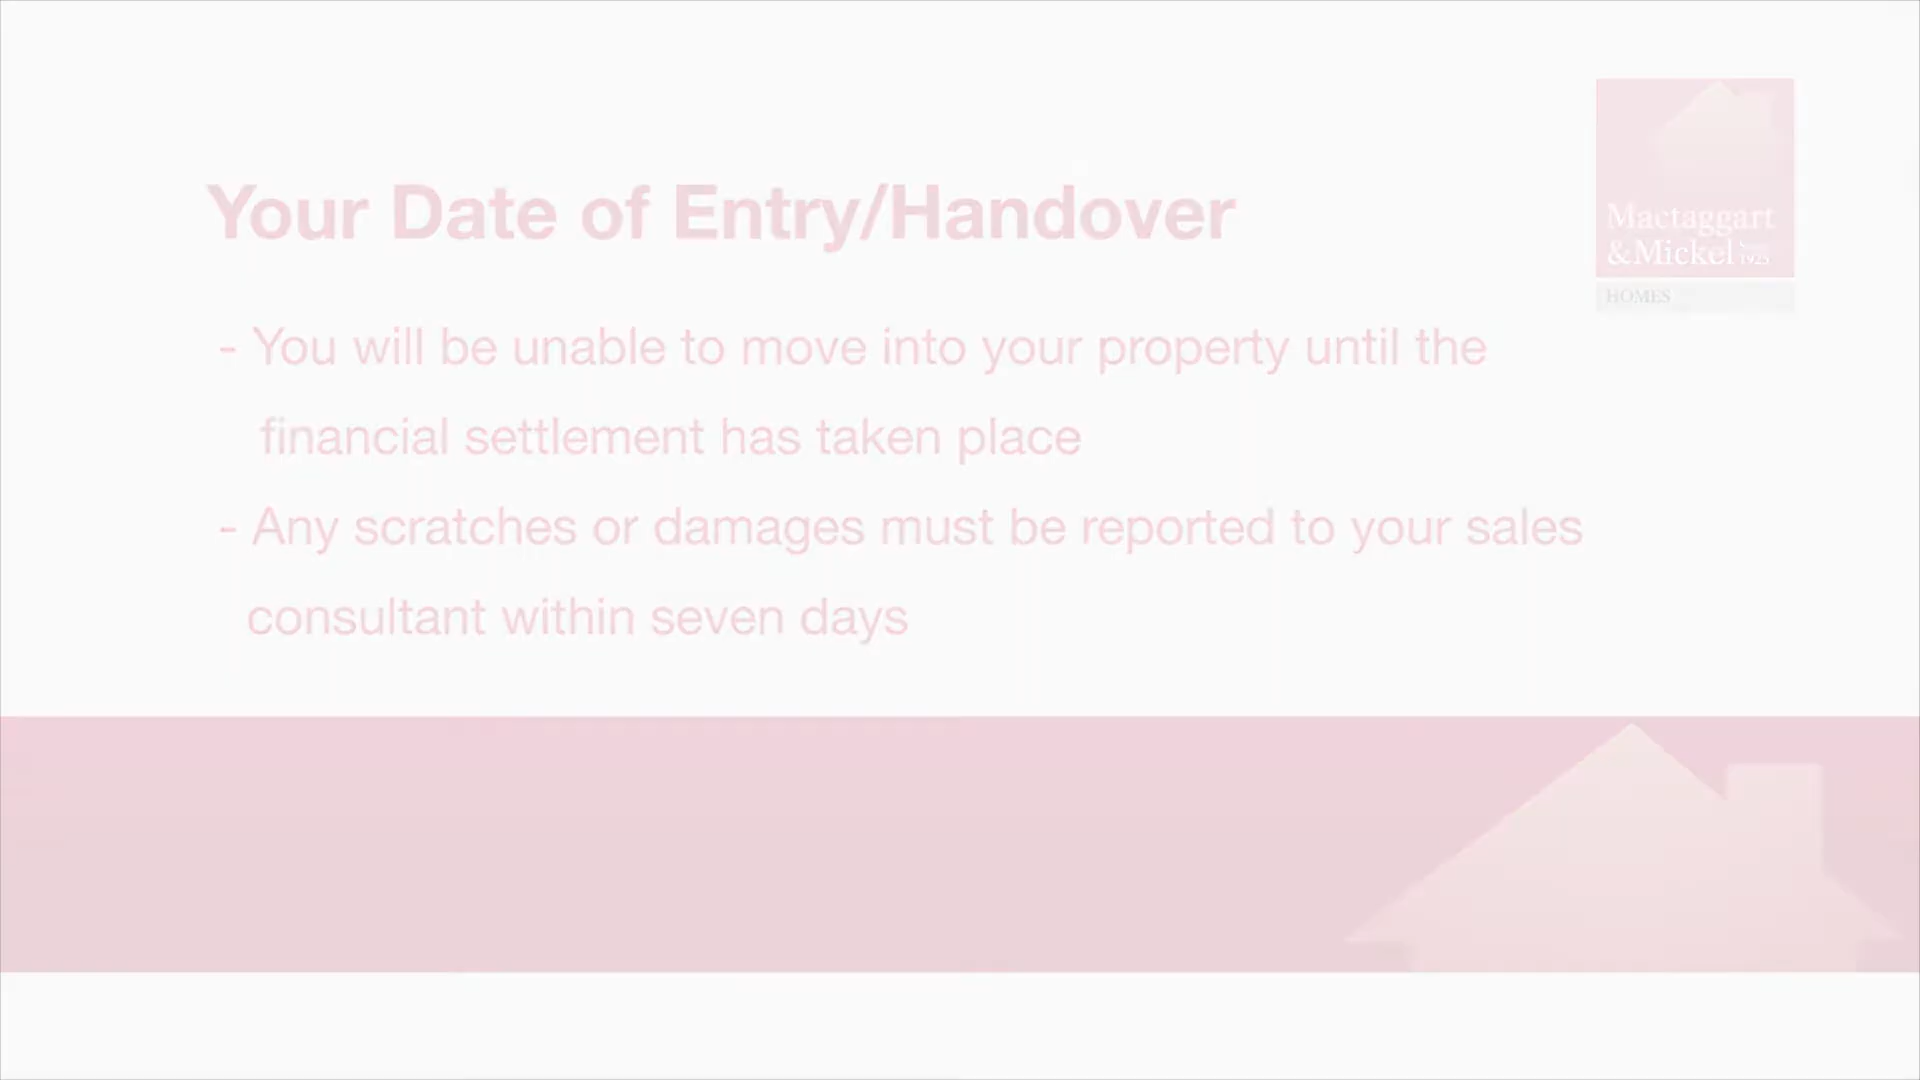 Your Date of Entry/Handover
- You will be unable to move into your property until the
financial settlement has taken place
- Any scratches or damages must be reported to your sales
consultant within seven days
Mactaggart
&Mickel
1925
HOMES